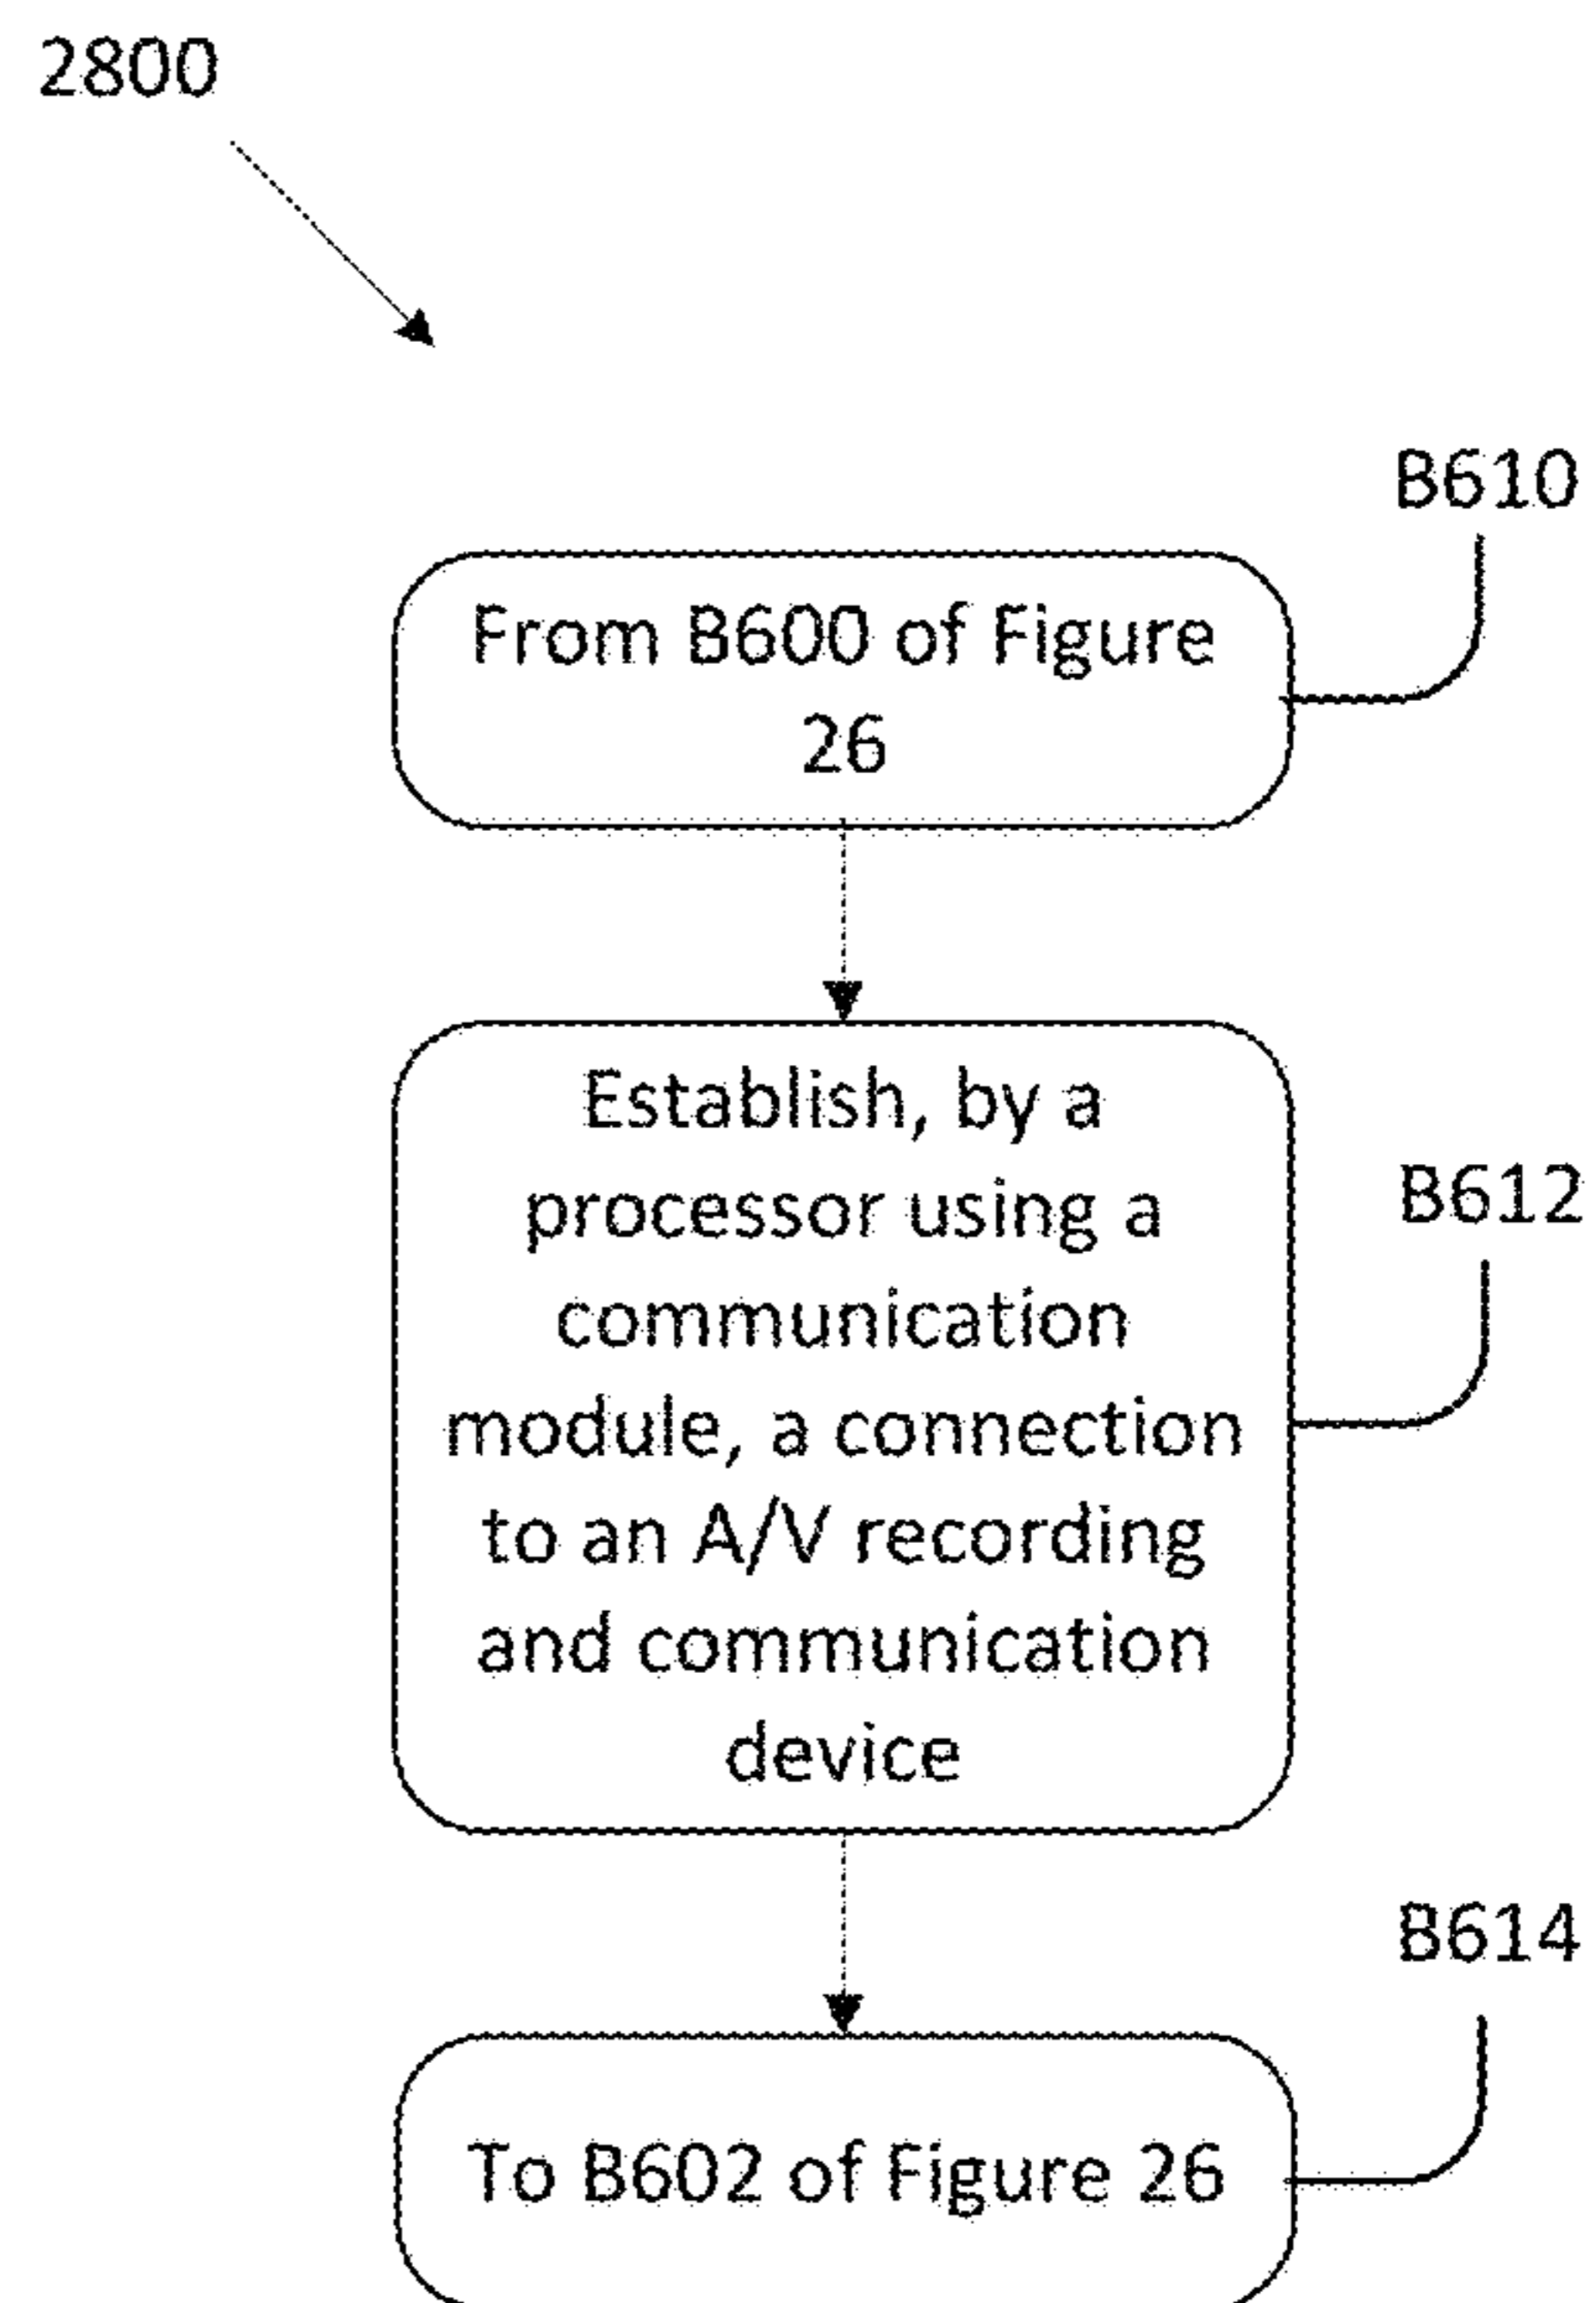 2800
B610
From B600 of Figure
26
Establish, by a
processor using a
communication
module, a connection
to an A/V recording
and communication
device
B612
To B602 of Figure 26
B614